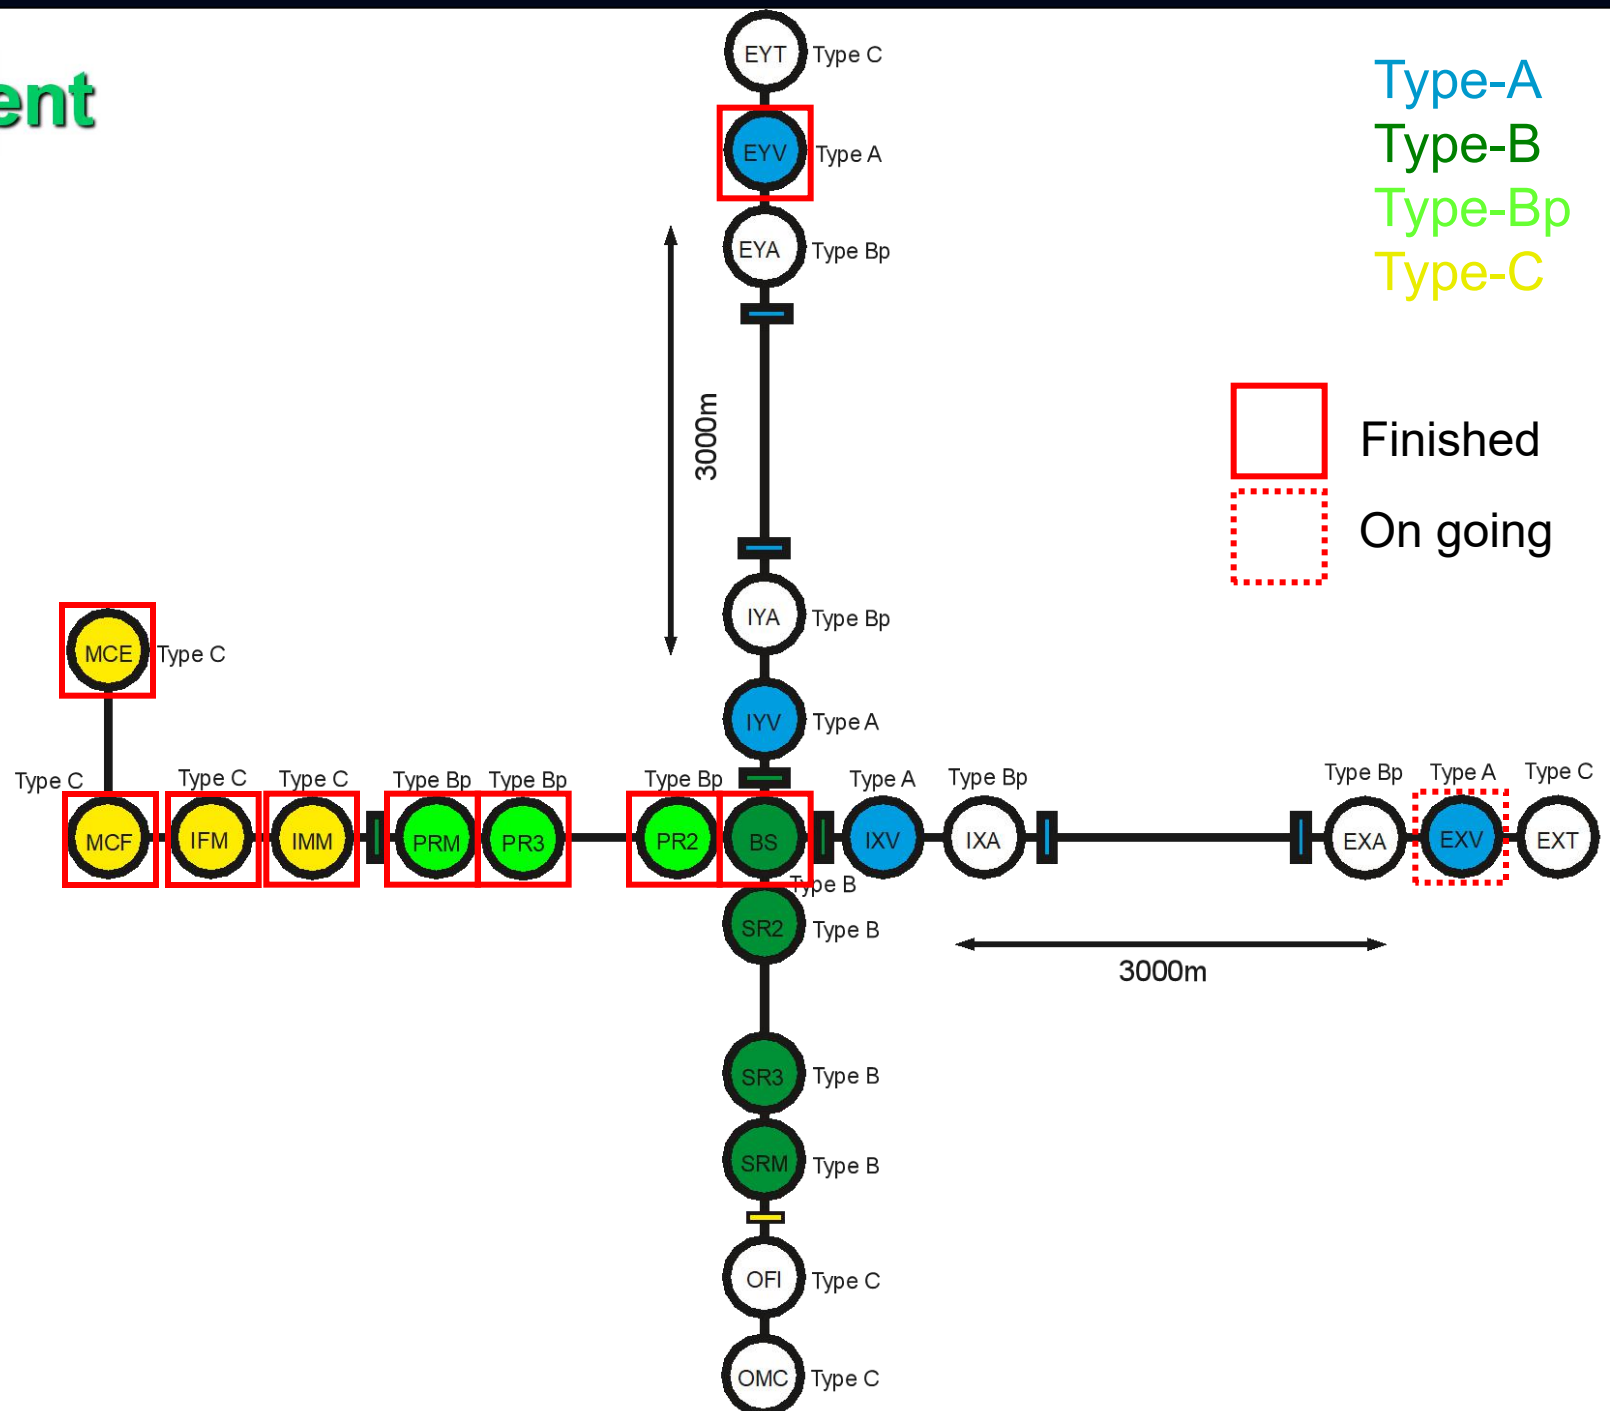 ent
EYT Type C
EYV Type A
EYA Type Bp
3000m
IYA Type Bp
IYV Type A
Type-A
Type-B
Type-Bp
Type-C
Finished
On going
MCE Type C
Type C
Type C
Type C
Type Bp
Type Bp
Type Bp
Type A
Type Bp
Type Bp
Type A
Type C
MCF
IFM
IMM
PRM
PR3
PR2
BS
IXV
IXA
EXA
EXV
EXT
Type B
SR2 Type B
3000m
SR3 Type B
SRM Type B
OFI Type C
OMC Type C